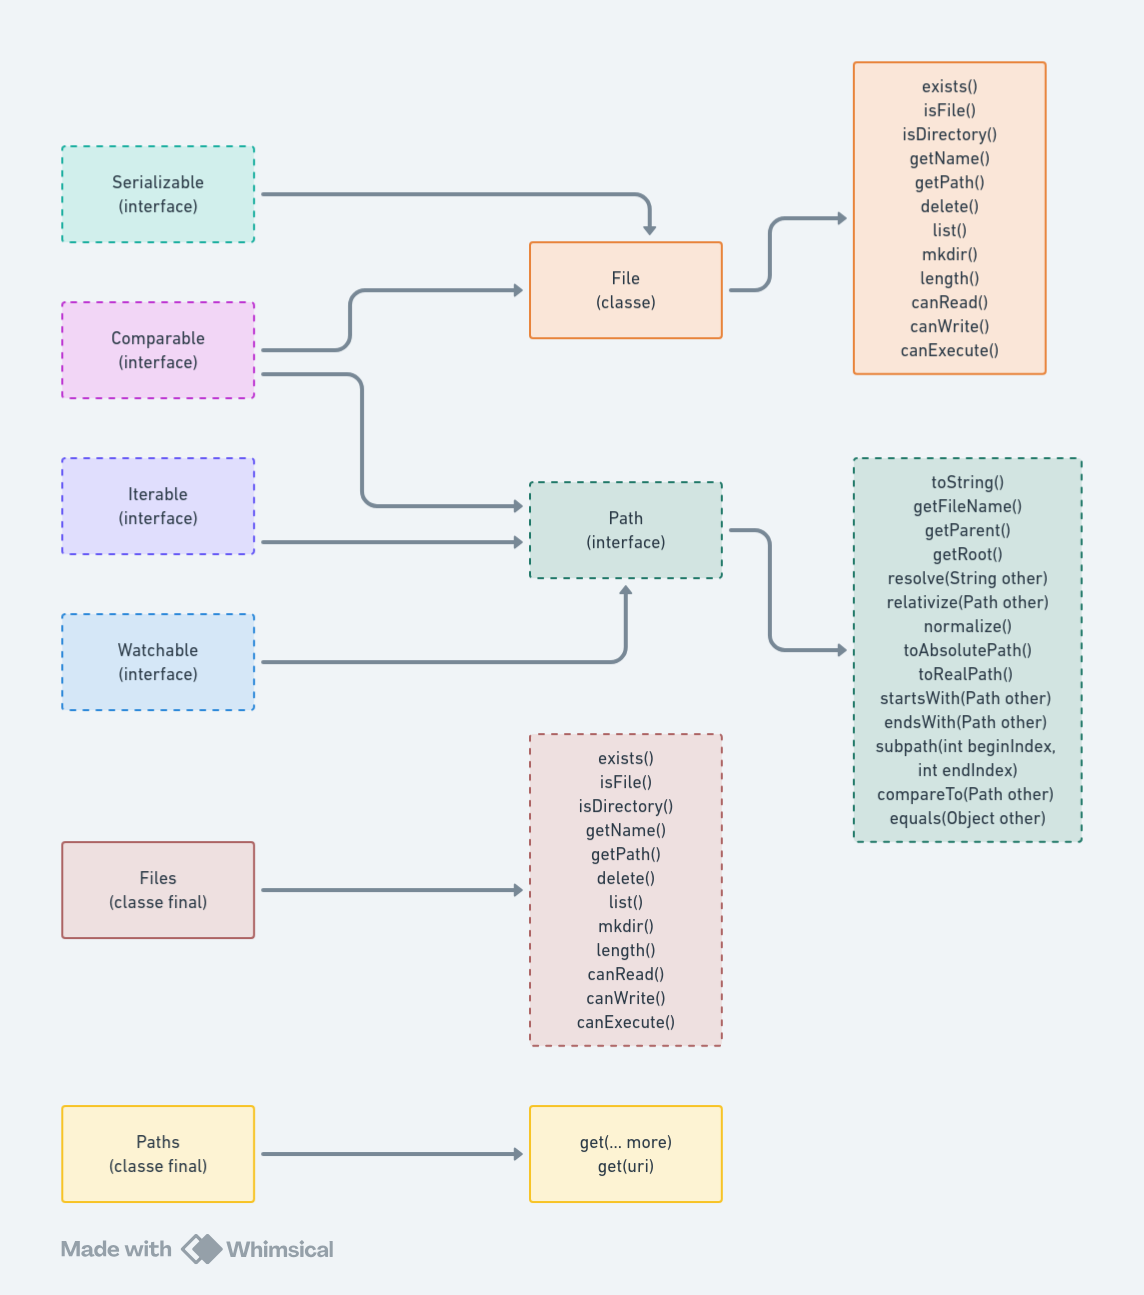 Serializable
(interface)
Comparable
(interface)
Iterable
(interface)
Watchable
(interface)
File
(classe)
exists()
isFile()
isDirectory()
getName()
getPath()
delete()
list()
mkdir()
length()
canRead()
canWrite()
canExecute()
Path
(interface)
toString()
getFileName()
getParent()
getRoot()
resolve(String other)
relativize(Path other)
normalize()
toAbsolutePath()
toRealPath()
startsWith(Path other)
endsWith(Path other)
subpath(int beginIndex,
int endIndex)
compareTo(Path other)
equals(Object other)
Files
(classe final)
exists()
isFile()
isDirectory()
getName()
getPath()
delete()
list()
mkdir()
length()
canRead()
canWrite()
canExecute()
Paths
(classe final)
get(... more)
get(uri)
Made with Whimsical